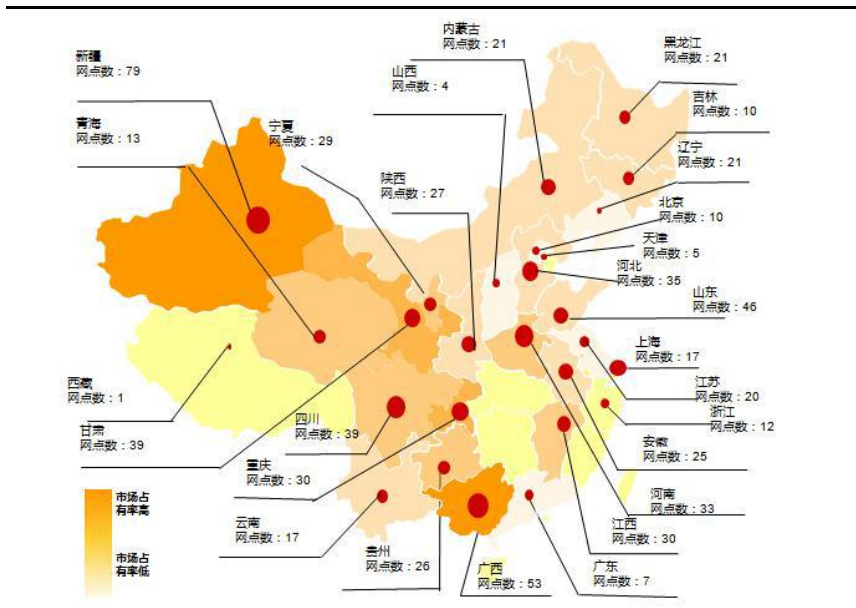 内蒙古
网点数：21
黑龙江
网点数：21
新疆
网点数：79
山西
网点数：4
吉林
网点数：10
青海
网点数：13
宁夏
网点数：29
辽宁
网点数：21
陕西
网点数：27
北京
网点数：10
天津
网点数：5
河北
网点数：35
山东
网点数：46
上海
网点数：17
西藏
网点数：1
江苏
网点数：20
浙江
网点数：12
甘肃
网点数：39
四川
网点数：39
安徽
网点数：25
重庆
网点数：30
河南
网点数：33
市场占
有率高
云南
网点数：17
江西
网点数：30
市场占
有率低
贵州
网点数：26
广西
网点数：53
广东
网点数：7